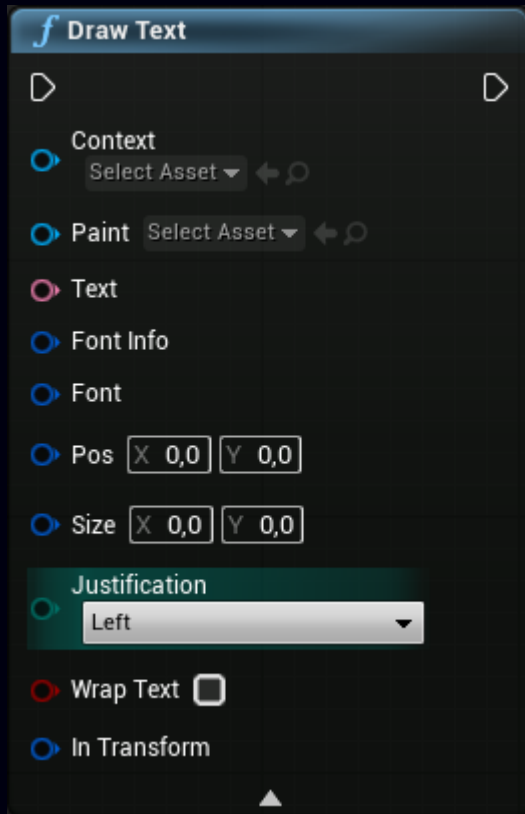 f Draw Text
Context
Select Asset
Paint Select Asset
Text
Font Info
Font
Pos X 0,0 Y 0,0
Size X 0,0 Y 0,0
Justification
Left
Wrap Text
In Transform